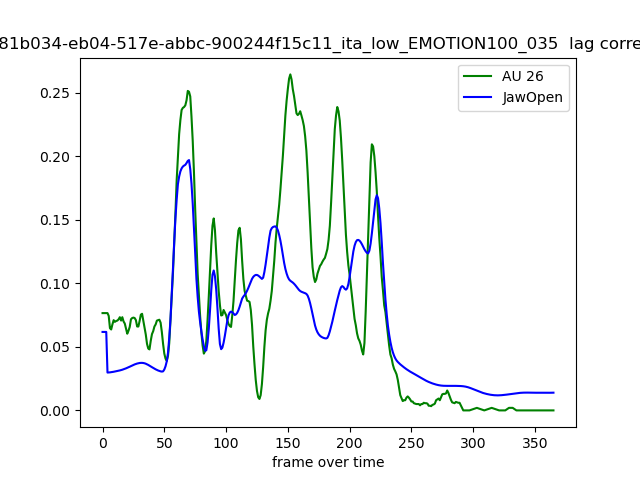 81b034-eb04-517e-abbc-900244f15c11_ita_low_EMOTION100_035 lag corre
AU 26
JawOpen
0.25
0.20
0.15
0.10
0.05
0.00
0 50 100 150 200 250 300 350
frame over time